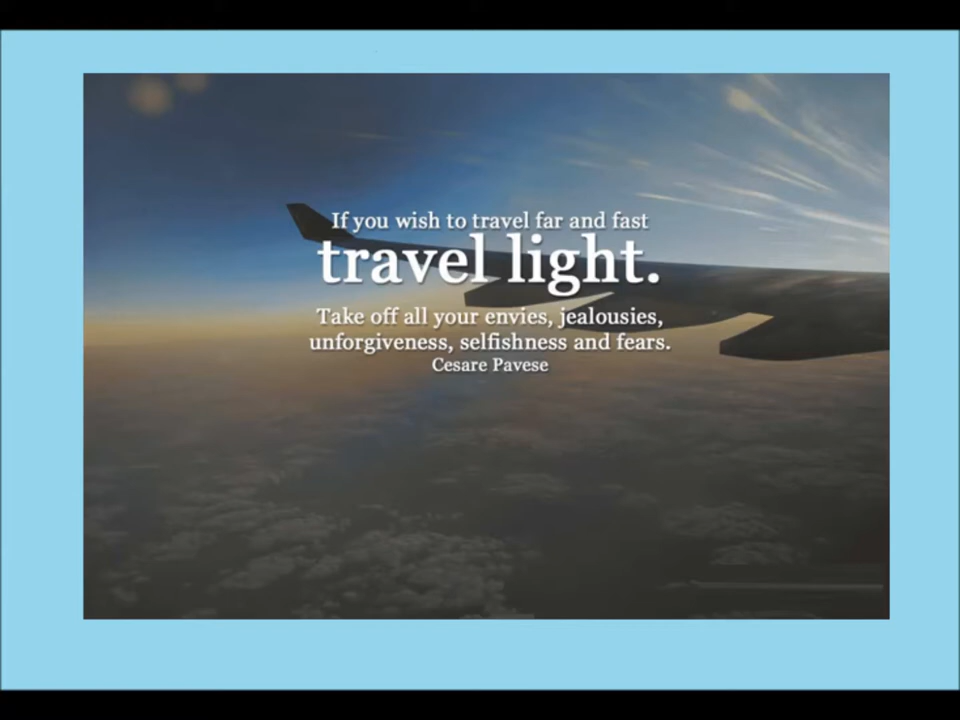 If you wish to travel far and fast
travel light.
Take off all your envies, jealousies,
unforgiveness, selfishness and fears.
Cesare Pavese